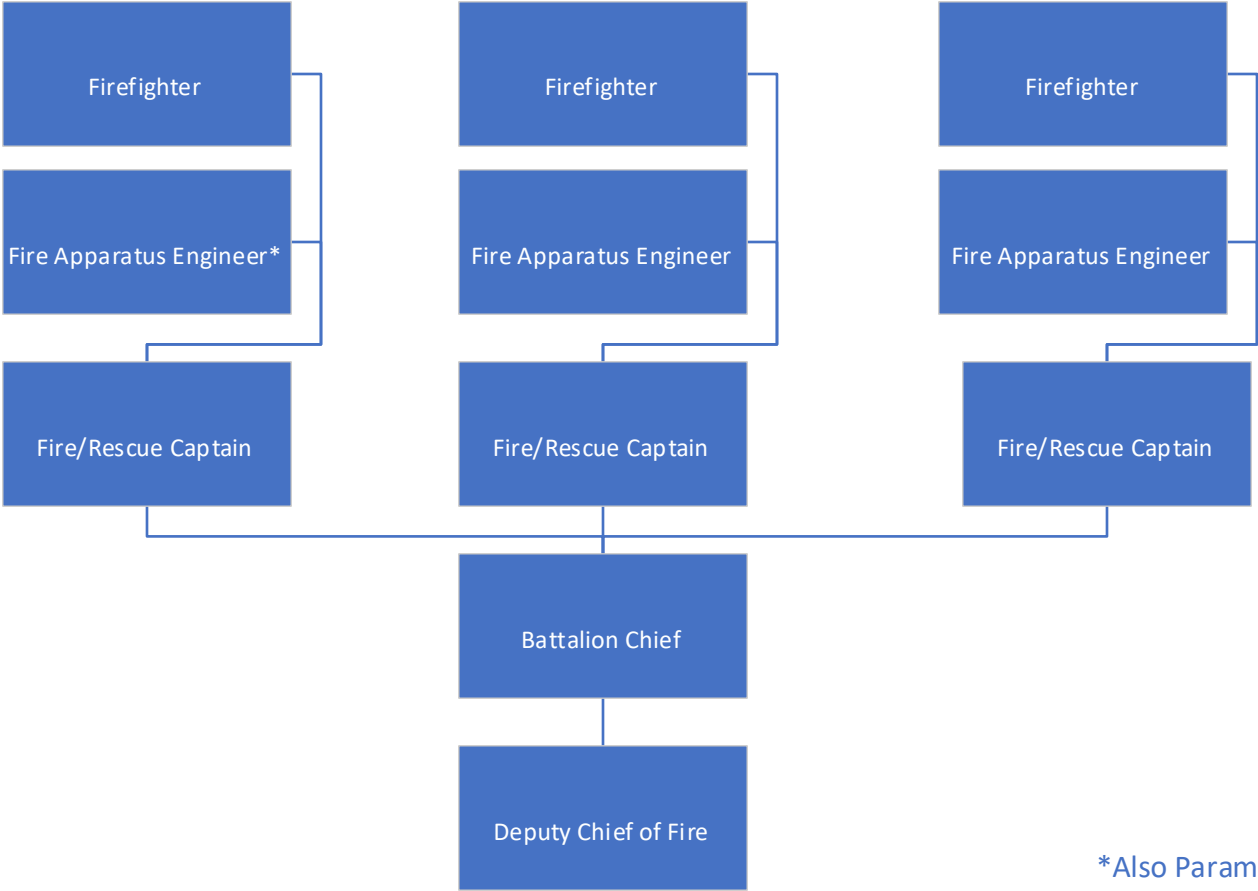 Firefighter
Firefighter
Firefighter
Fire Apparatus Engineer*
Fire Apparatus Engineer
Fire Apparatus Engineer
Fire/Rescue Captain
Fire/Rescue Captain
Fire/Rescue Captain
Battalion Chief
Deputy Chief of Fire
*Also Param